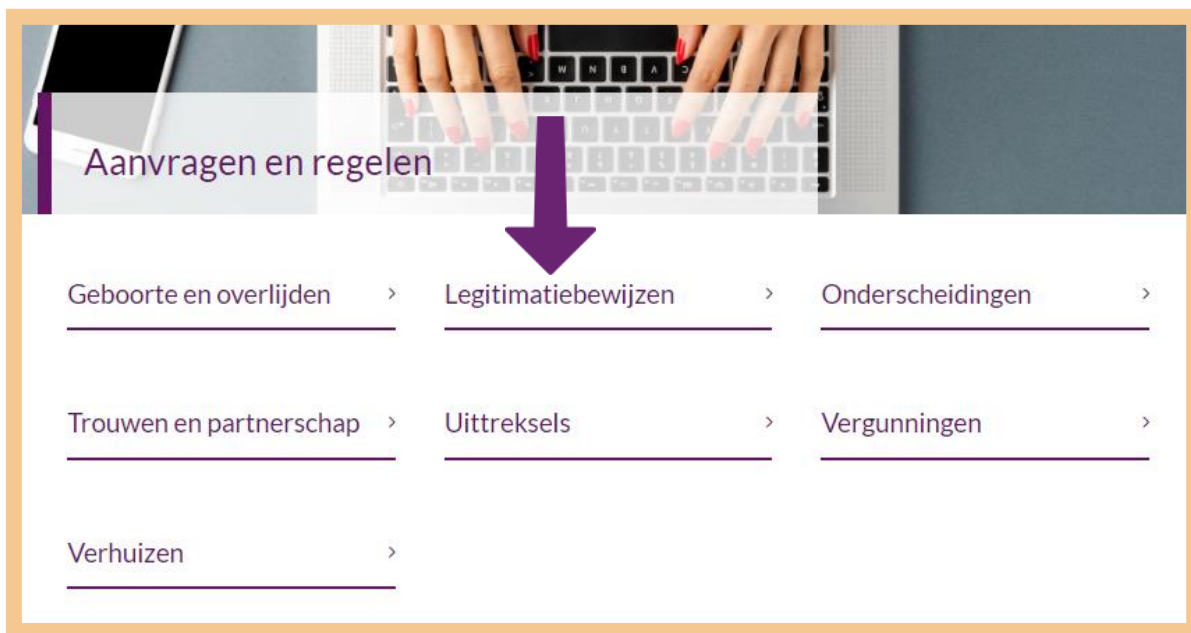 Aanvragen en regelen
Geboorte en overlijden
Legitimatiebewijzen
Onderscheidingen
Trouwen en partnerschap
Uittreksels
Vergunningen
Verhuizen